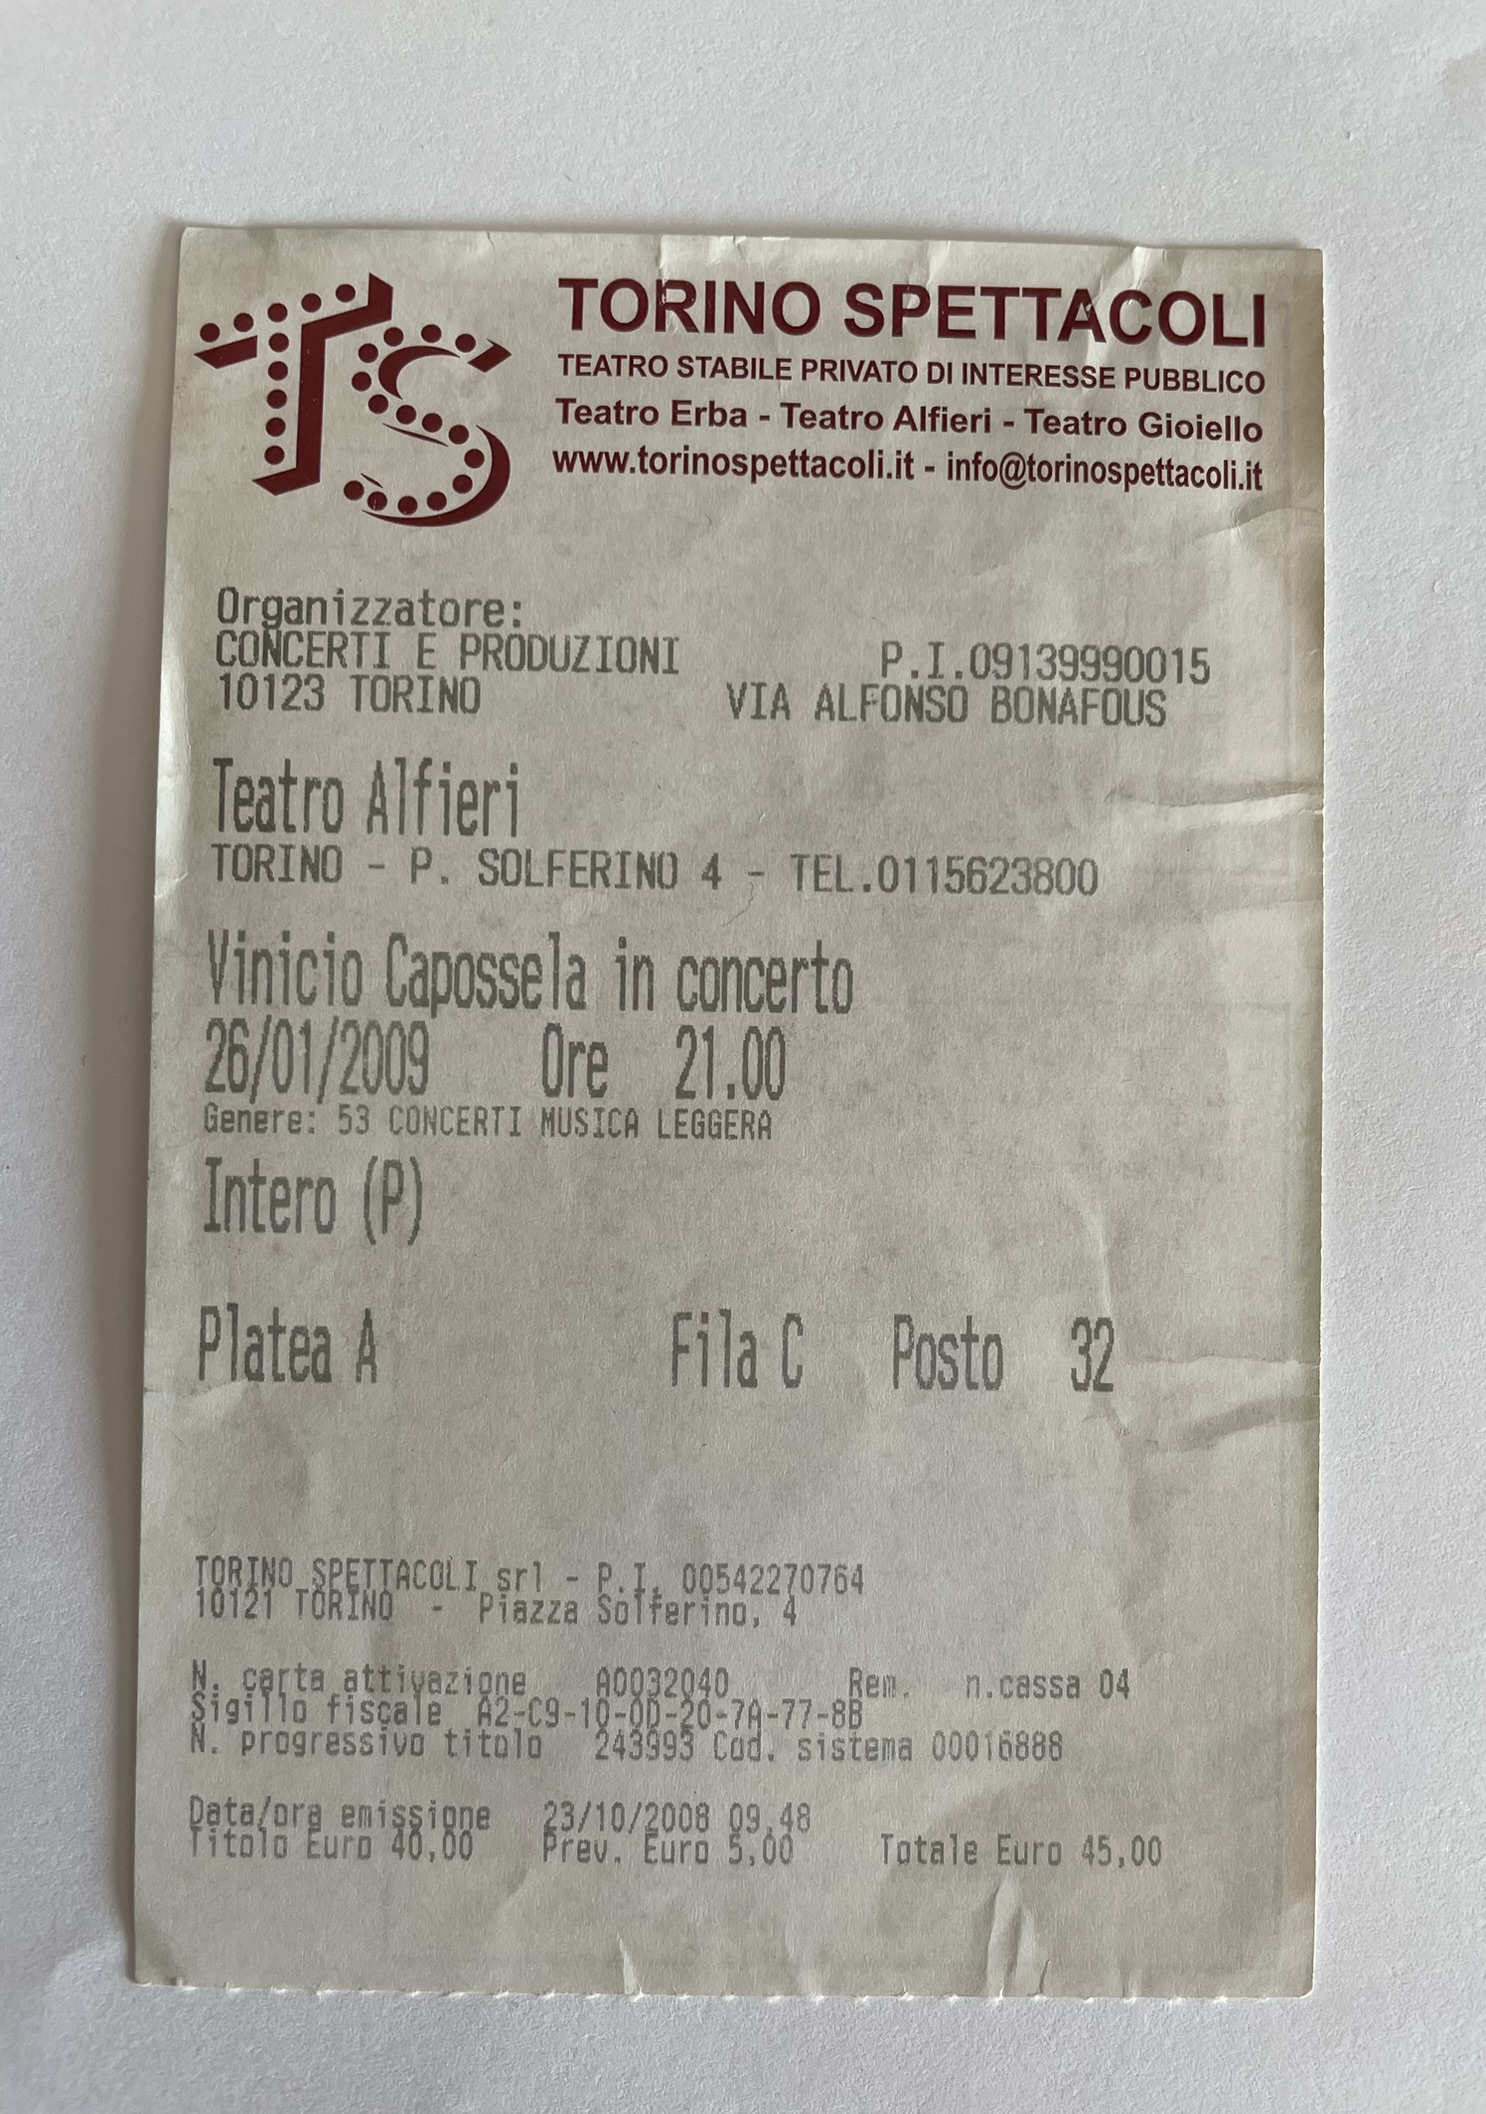 TS
TORINO SPETTACOLI
TEATRO STABILE PRIVATO DI INTERESSE PUBBLICO
Teatro Erba - Teatro Alfieri - Teatro Gioiello
www.torinospettacoli.it - info@torinospettacoli.it
Organizzatore:
CONCERTI E PRODUZIONI P.I.09139990015
10123 TORINO VIA ALFONSO BONAFOUS
Teatro Alfieri
TORINO - P. SOLFERINO 4 - TEL.0115623800
Vinicio Capossela in concerto
26/01/2009 Ore 21.00
Genere: 53 CONCERTI MUSICA LEGGERA
Intero (P)
Platea A Fila C Posto 32
TORINO SPETTACOLI srl - P.I. 00542270764
10121 TORINO - Piazza Solferino, 4
N. carta attivazione A0032040 Rem. n.cassa 04
Sigillo fiscale A2-C9-10-0D-20-7A-77-8B
N. progressivo titolo 243993 Cod. sistema 00016888
Data/ora emissione 23/10/2008 09.48
Titolo Euro 40,00 Prev. Euro 5,00 Totale Euro 45,00